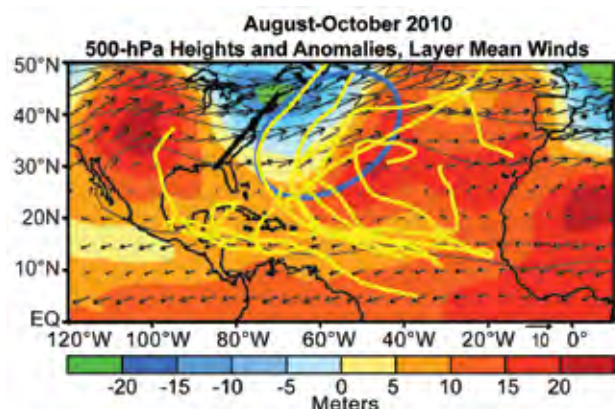 August-October 2010
500-hPa Heights and Anomalies, Layer Mean Winds
50°N
40°N
30°N
20°N
10°N
EQ
120°W 100°W 80°W 60°W 40°W 20°W 0° 10
-20 -15 -10 -5 0 5 10 15 20
Meters